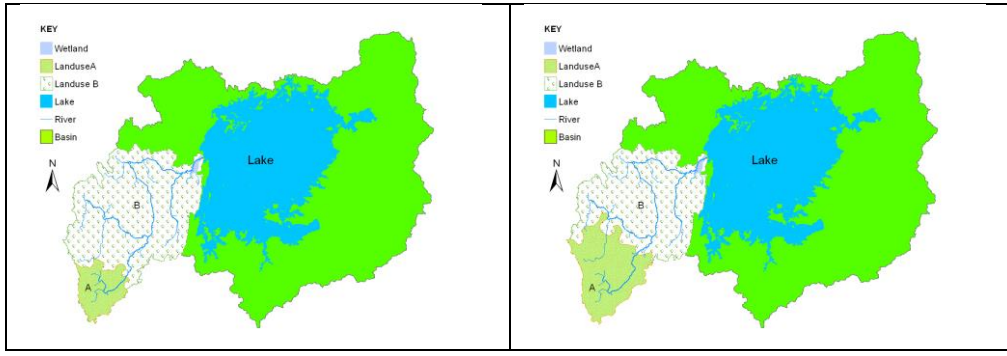 KEY
Wetland
LanduseA
Landuse B
Lake
River
Basin
N
Lake
B
A
KEY
Wetland
LanduseA
Landuse B
Lake
River
Basin
N
Lake
B
A